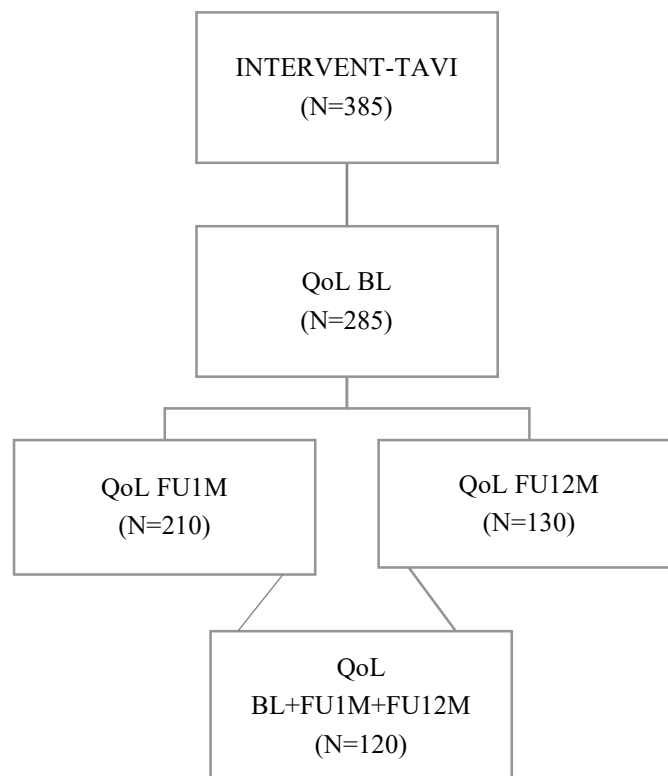 INTERVENT-TAVI
(N=385)
QoL BL
(N=285)
QoL FU1M
(N=210)
QoL FU12M
(N=130)
QoL
BL+FU1M+FU12M
(N=120)